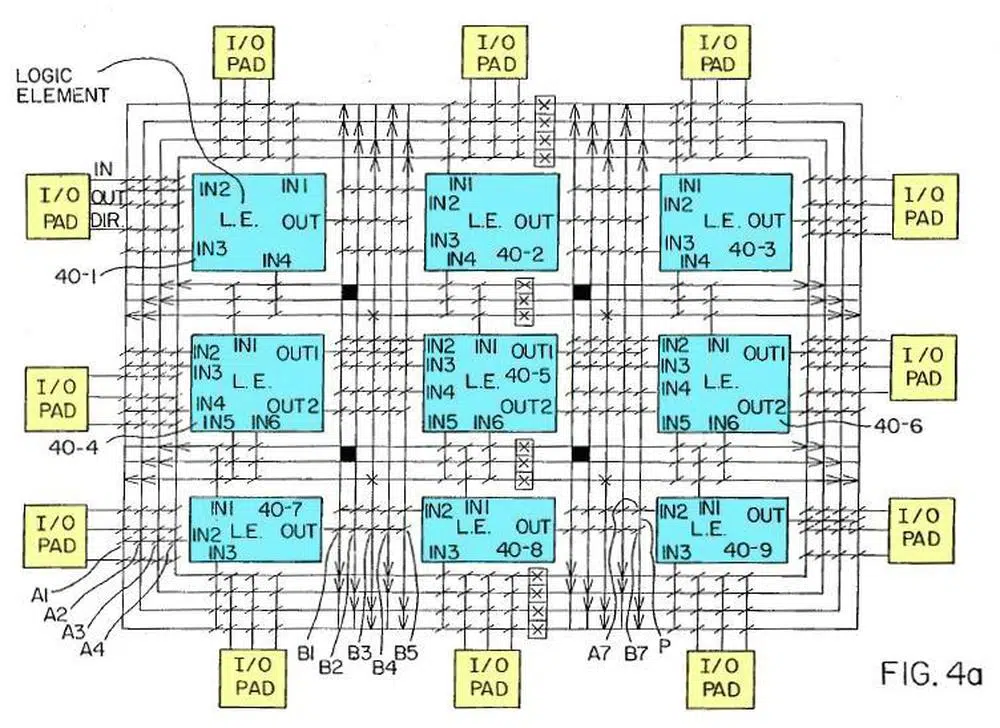 I/O
PAD
I/O
PAD
I/O
PAD
LOGIC
ELEMENT
IN
OUT
DIR.
I/O
PAD
IN2
IN1
L.E.
OUT
IN3
IN4
40-1
IN1
IN2
L.E.
OUT
IN3
IN4
40-2
IN1
IN2
L.E.
OUT
IN3
IN4
40-3
I/O
PAD
I/O
PAD
IN1
IN2
OUT1
IN3
L.E.
IN4
OUT2
IN5
IN6
40-4
IN2
IN1
OUT1
IN3
L.E.
40-5
IN4
OUT2
IN5
IN6
IN2
IN1
OUT1
IN3
L.E.
IN4
OUT2
IN5
IN6
40-6
I/O
PAD
I/O
PAD
IN1
40-7
IN2
L.E.
OUT
IN3
IN2
IN1
L.E.
OUT
IN3
40-8
IN2
IN1
OUT
L.E.
IN3
40-9
I/O
PAD
A1
A2
A3
A4
B1
B2
B3
B4
B5
A7
B7
P
I/O
PAD
I/O
PAD
I/O
PAD
FIG. 4a